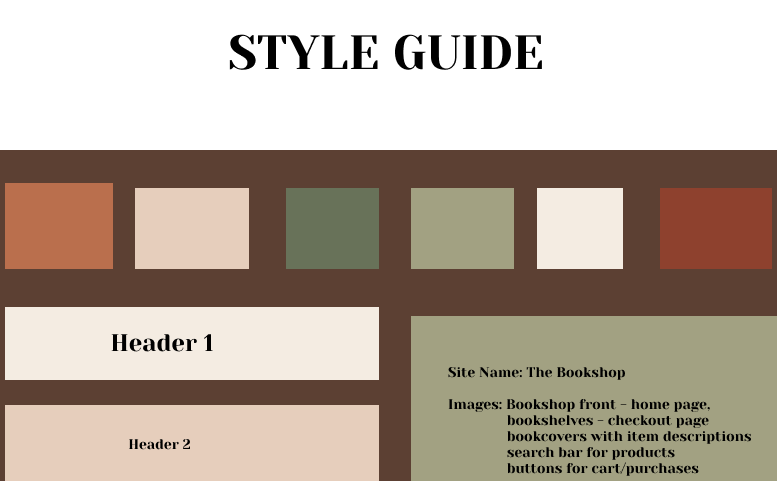 STYLE GUIDE
Header 1
Header 2
Site Name: The Bookshop
Images: Bookshop front - home page,
bookshelves - checkout page
bookcovers with item descriptions
search bar for products
buttons for cart/purchases